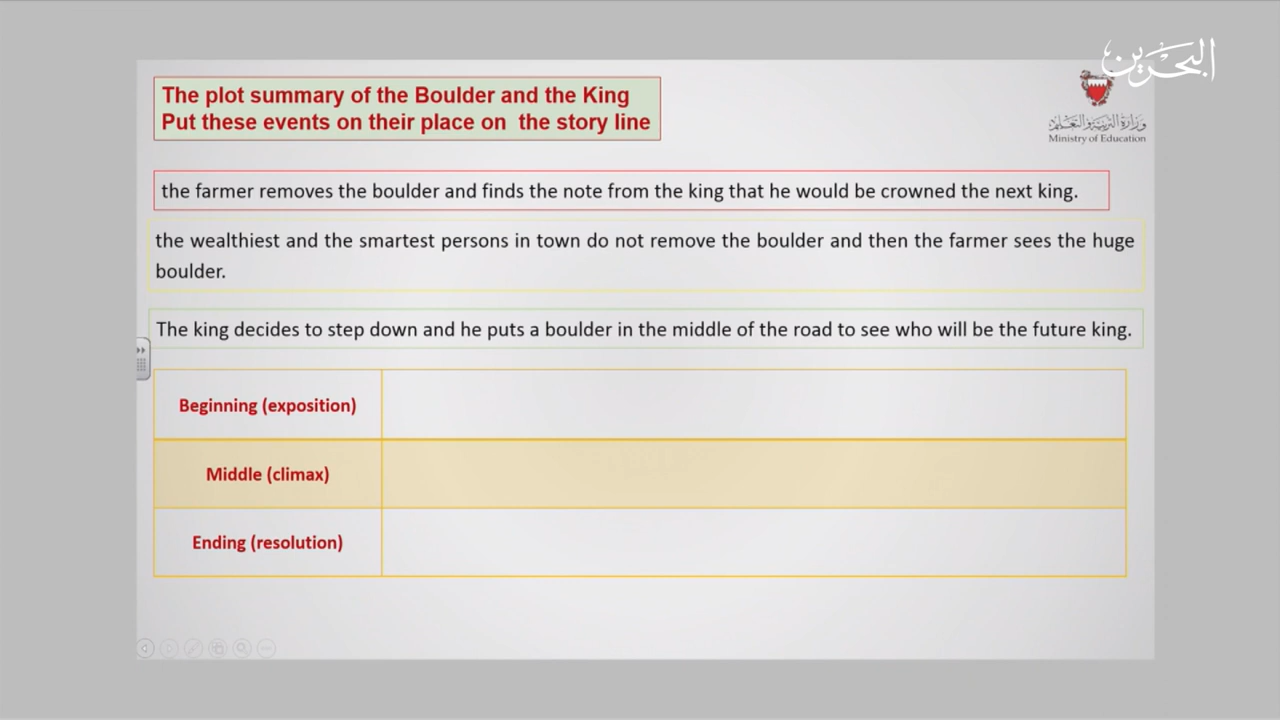 البحرين
The plot summary of the Boulder and the King
Put these events on their place on the story line
وزارة التربية والتعليم
Ministry of Education
the farmer removes the boulder and finds the note from the king that he would be crowned the next king.
the wealthiest and the smartest persons in town do not remove the boulder and then the farmer sees the huge
boulder.
The king decides to step down and he puts a boulder in the middle of the road to see who will be the future king.
Beginning (exposition)
Middle (climax)
Ending (resolution)